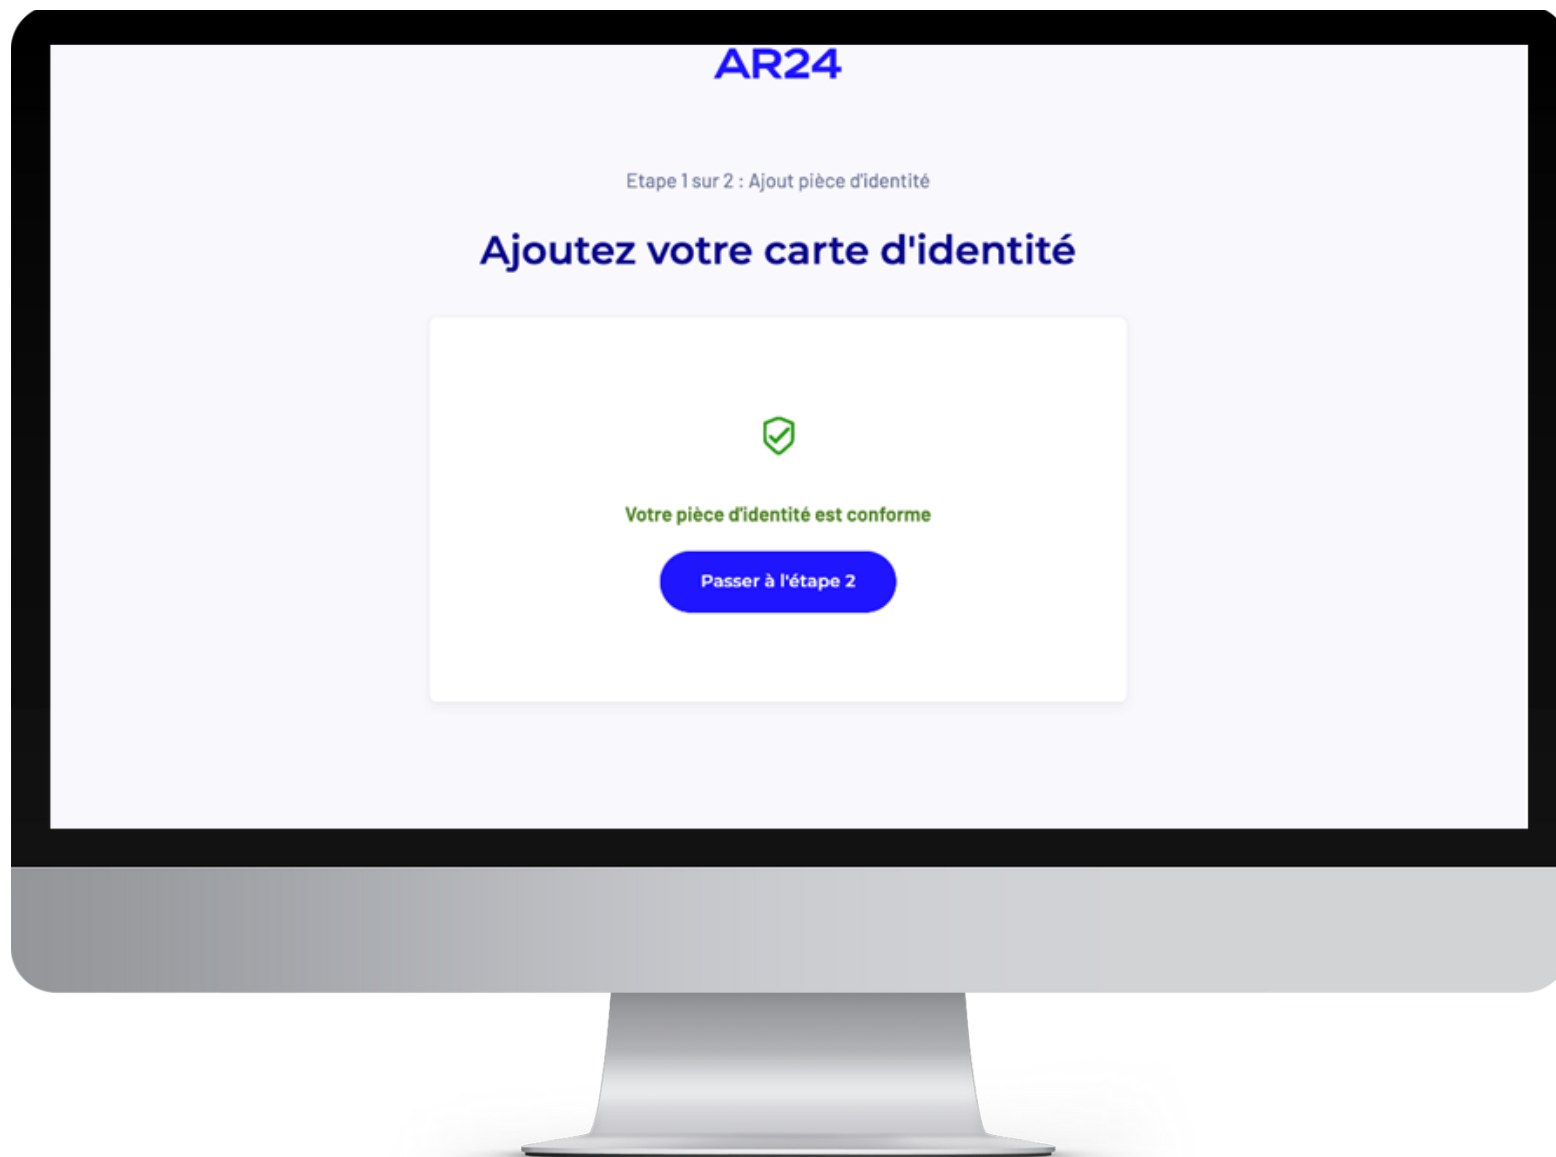 AR24
Etape 1 sur 2 : Ajout pièce d'identité
Ajoutez votre carte d'identité
Votre pièce d'identité est conforme
Passer à l'étape 2